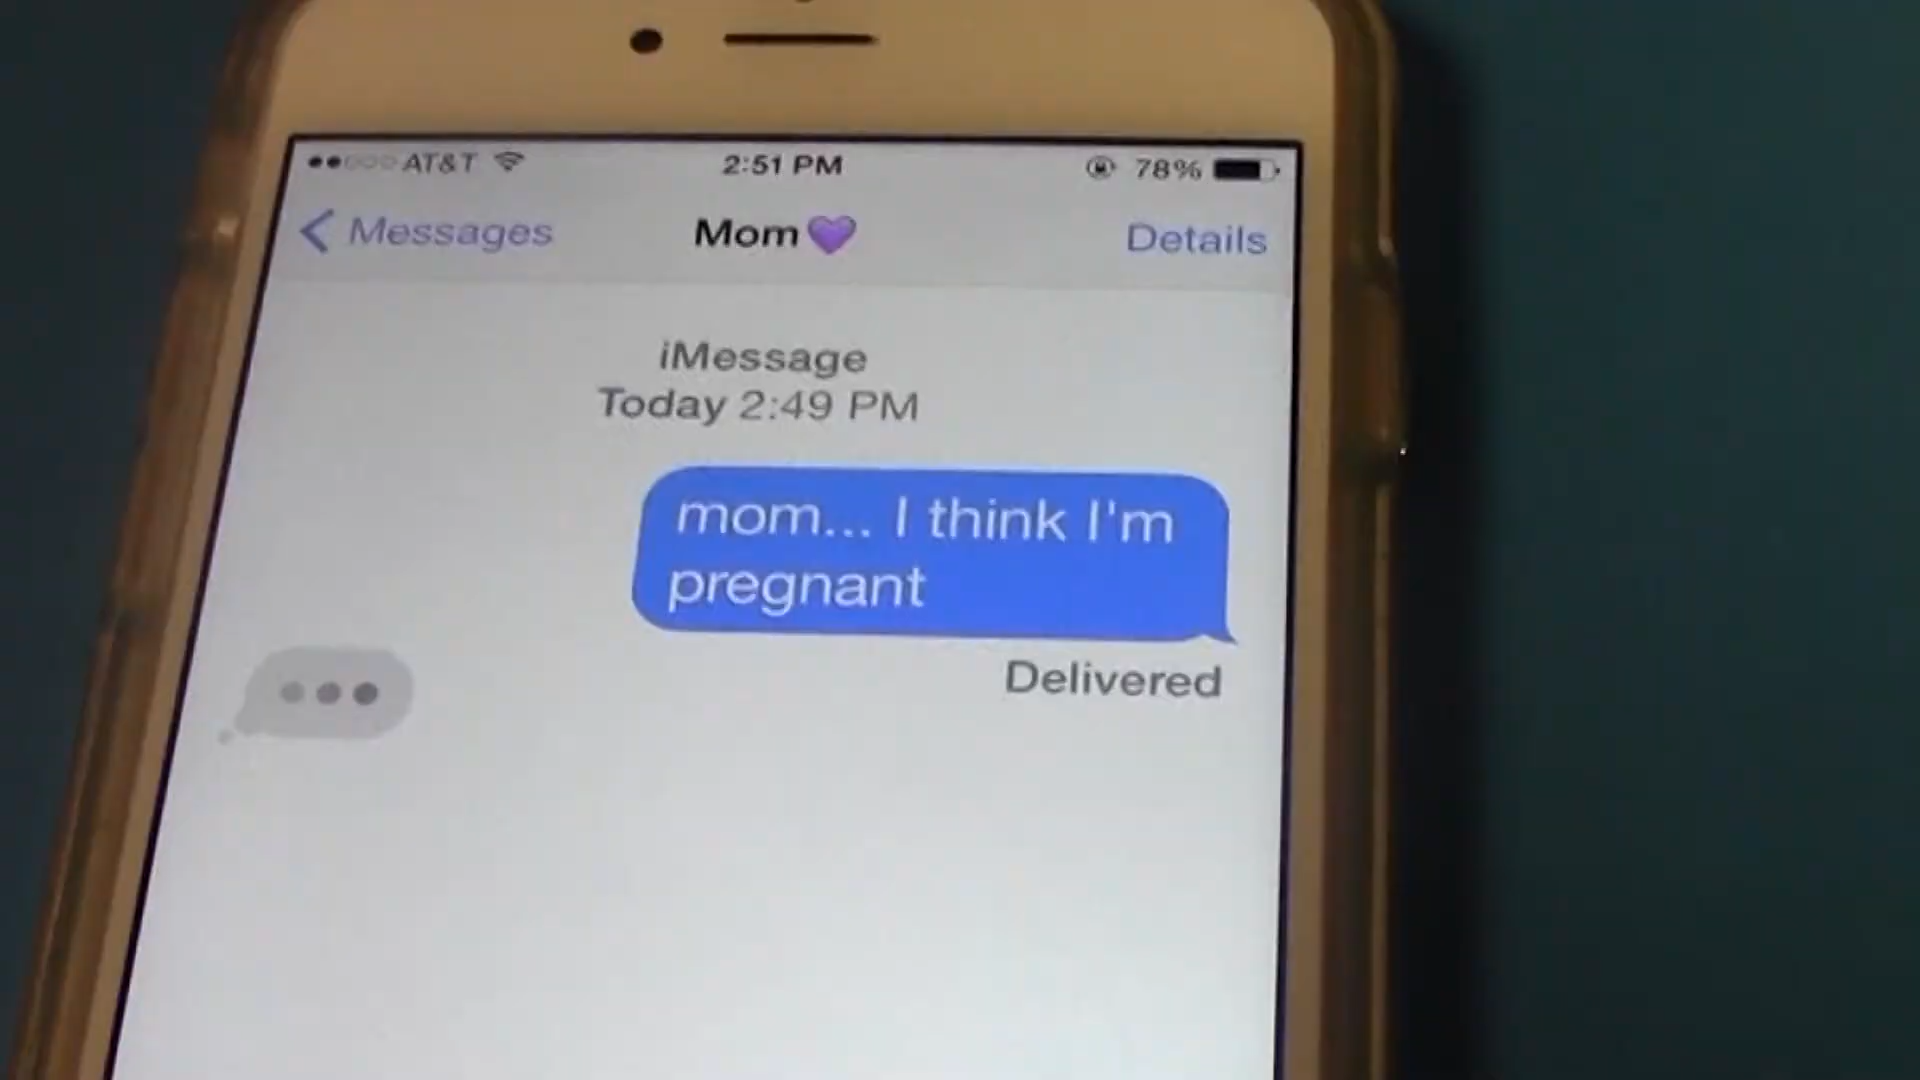 AT&T 2:51 PM 78%
Messages Mom💜 Details
iMessage
Today 2:49 PM
mom... I think I'm
pregnant
Delivered